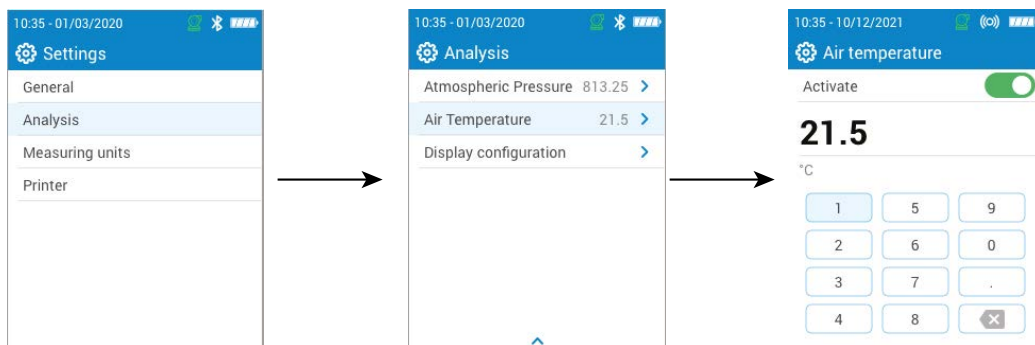 10:35 - 01/03/2020
Settings
General
Analysis
Measuring units
Printer
10:35 - 01/03/2020
Analysis
Atmospheric Pressure 813.25
Air Temperature 21.5
Display configuration
10:35 - 10/12/2021
Air temperature
Activate
21.5
°C
1 5 9
2 6 0
3 7 .
4 8